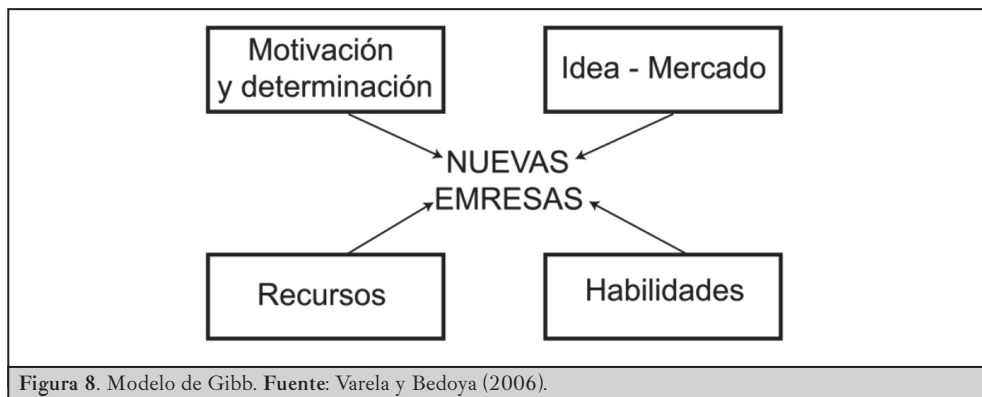 Motivación
y determinación
Idea - Mercado
NUEVAS
EMRESAS
Recursos
Habilidades
Figura 8. Modelo de Gibb. Fuente: Varela y Bedoya (2006).